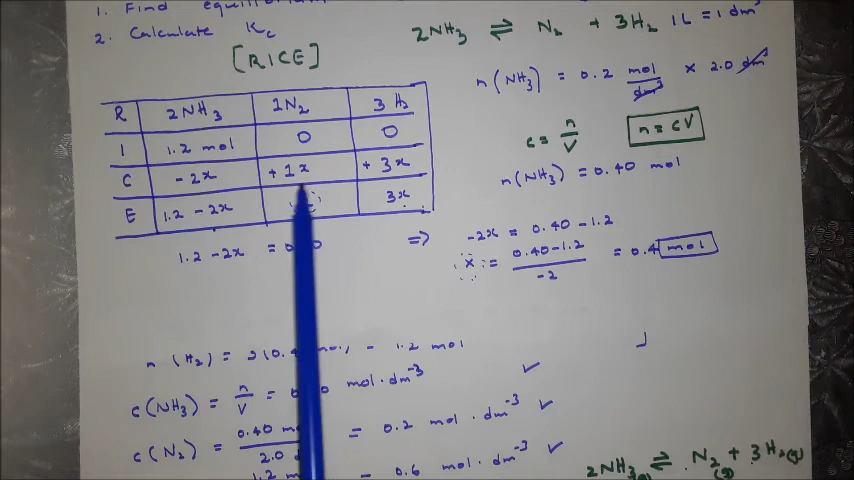 1. Find
2. Calculate Kc
[RICE]
2NH₃ ⇌ N₂ + 3H₂ 1L = 1 dm³
n(NH₃) = 0.2 mol/dm³ × 2.0 dm³
R 2NH₃ 1N₂ 3H₂
I 1.2 mol 0 0
C -2x +1x +3x
E 1.2 - 2x 3x
c = n/V n = cV
n(NH₃) = 0.40 mol
1.2 - 2x = ⇒ -2x = 0.40 - 1.2
x = (0.40 - 1.2)/-2 = 0.4 mol
n(H₂) = 1.2 mol
c(NH₃) = n/V = mol·dm⁻³ ✓
c(N₂) = 0.40 /2.0 = 0.2 mol·dm⁻³ ✓
1.2 = 0.6 mol·dm⁻³ ✓
2NH₃ ⇌ N₂(g) + 3H₂(g)